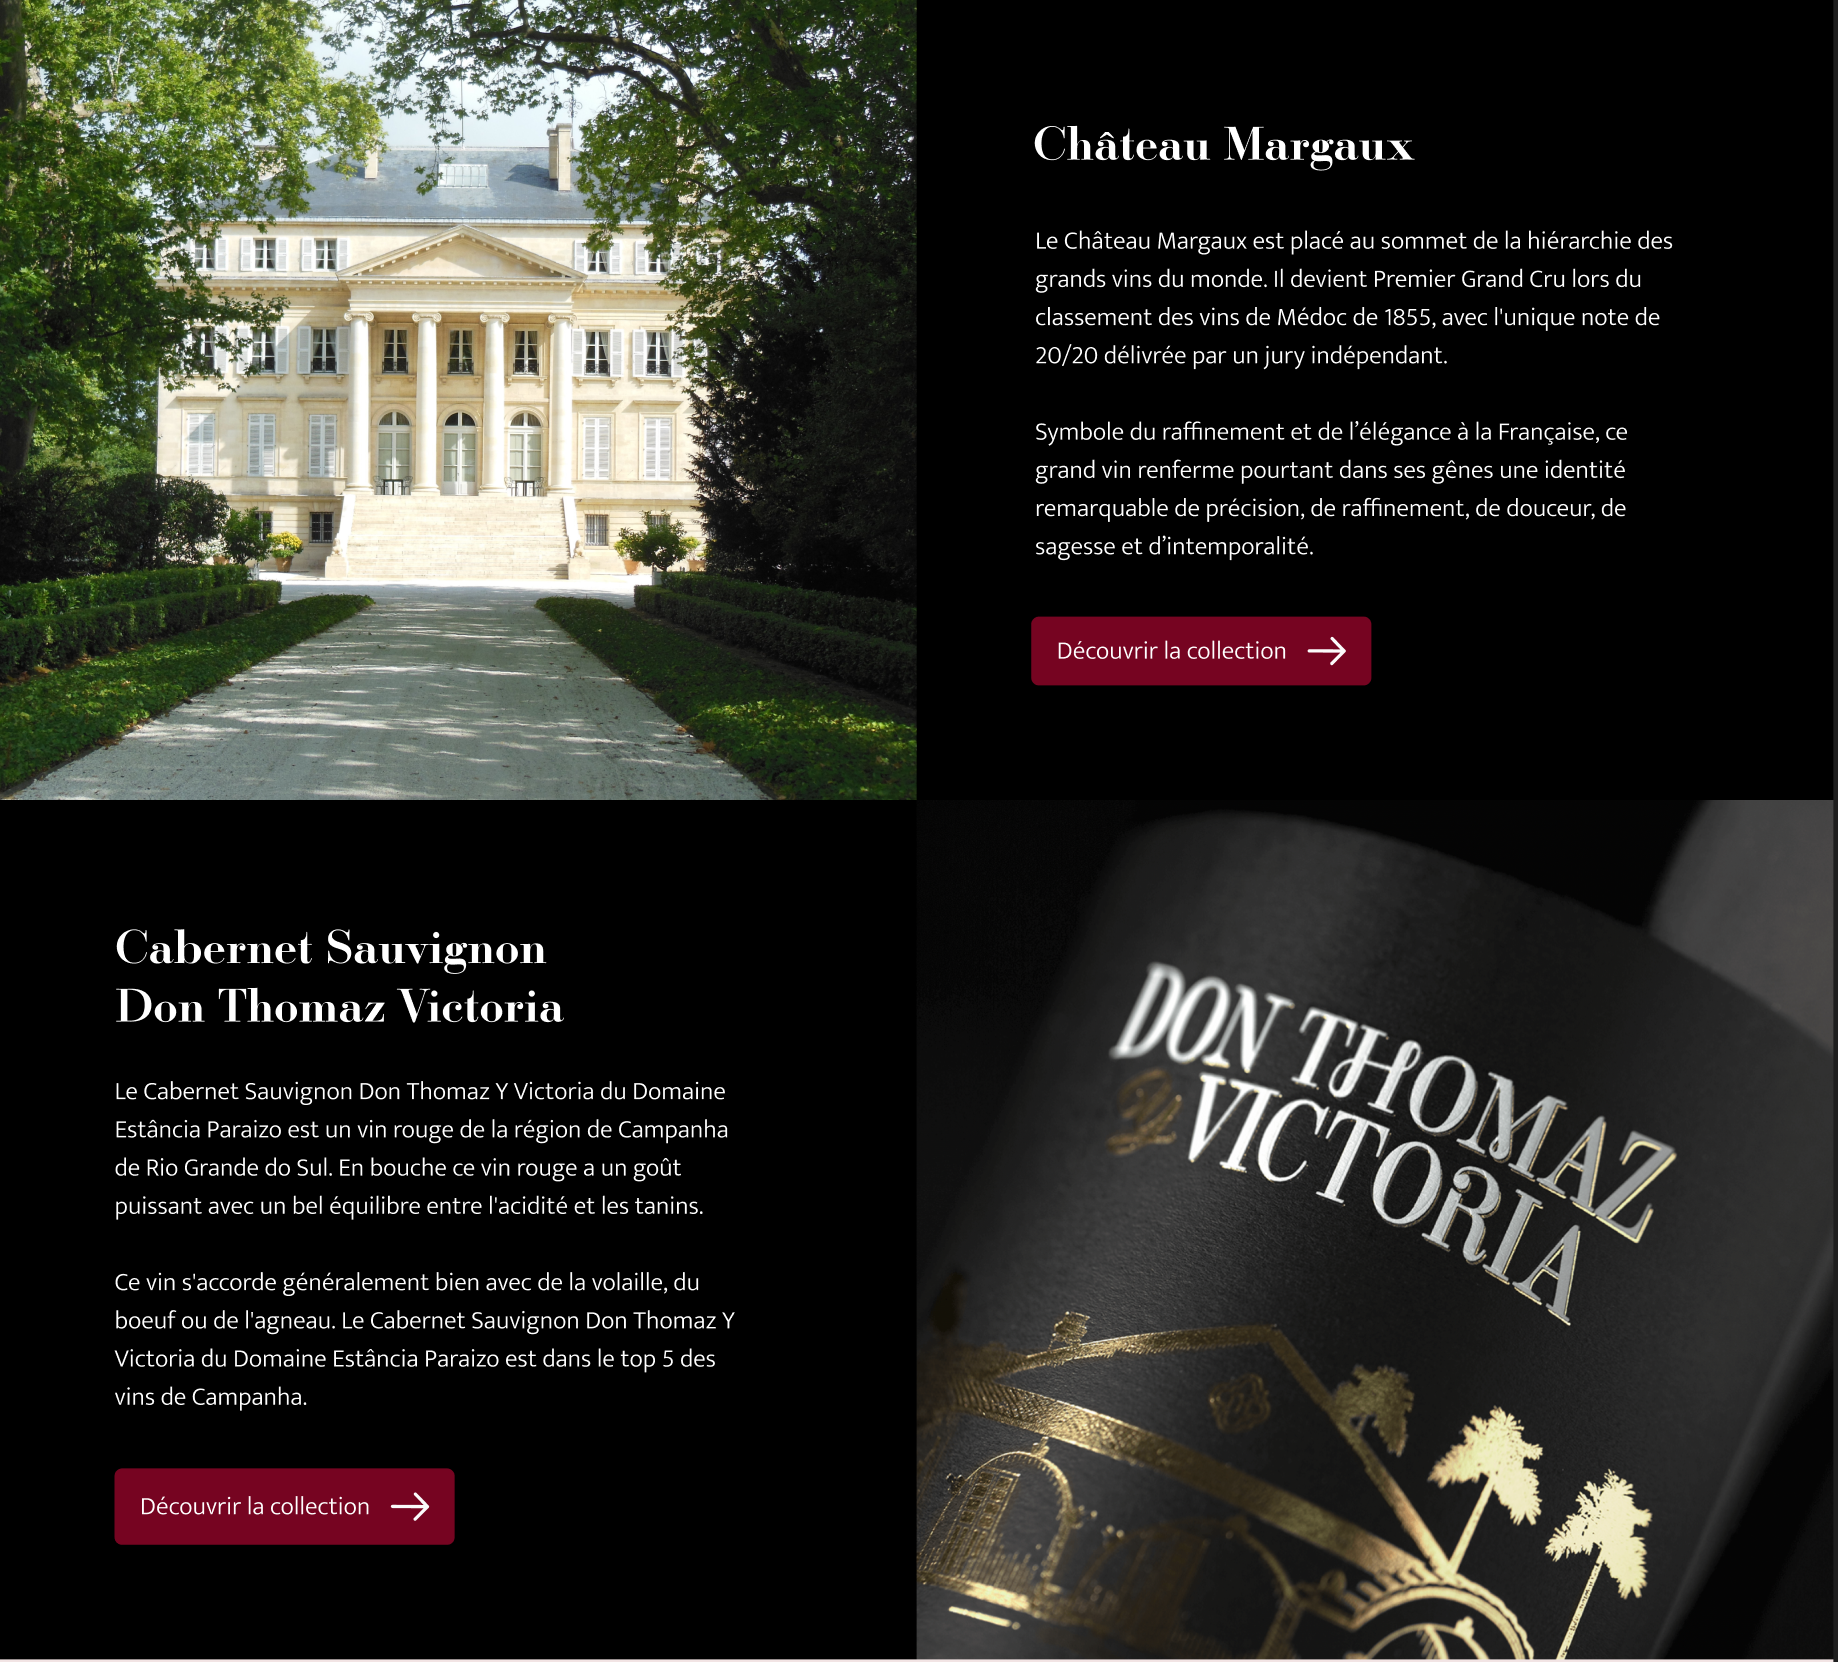 Château Margaux
Le Château Margaux est placé au sommet de la hiérarchie des
grands vins du monde. Il devient Premier Grand Cru lors du
classement des vins de Médoc de 1855, avec l'unique note de
20/20 délivrée par un jury indépendant.
Symbole du raffinement et de l’élégance à la Française, ce
grand vin renferme pourtant dans ses gênes une identité
remarquable de précision, de raffinement, de douceur, de
sagesse et d’intemporalité.
Découvrir la collection
Cabernet Sauvignon
Don Thomaz Victoria
Le Cabernet Sauvignon Don Thomaz Y Victoria du Domaine
Estância Paraizo est un vin rouge de la région de Campanha
de Rio Grande do Sul. En bouche ce vin rouge a un goût
puissant avec un bel équilibre entre l'acidité et les tanins.
Ce vin s'accorde généralement bien avec de la volaille, du
boeuf ou de l'agneau. Le Cabernet Sauvignon Don Thomaz Y
Victoria du Domaine Estância Paraizo est dans le top 5 des
vins de Campanha.
Découvrir la collection
DON THOMAZ
Y VICTORIA